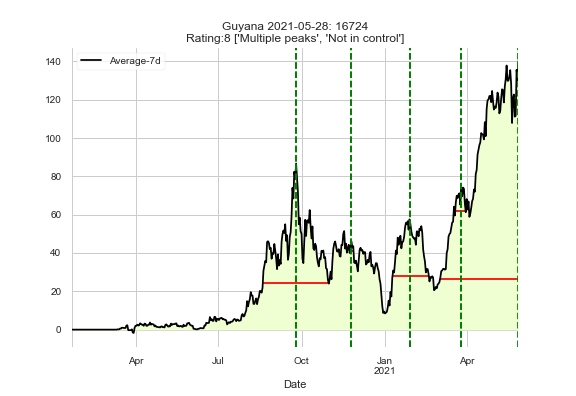 Guyana 2021-05-28: 16724
Rating:8 ['Multiple peaks', 'Not in control']
Average-7d
140
120
100
80
60
40
20
0
Apr
Jul
Oct
Jan
2021
Apr
Date